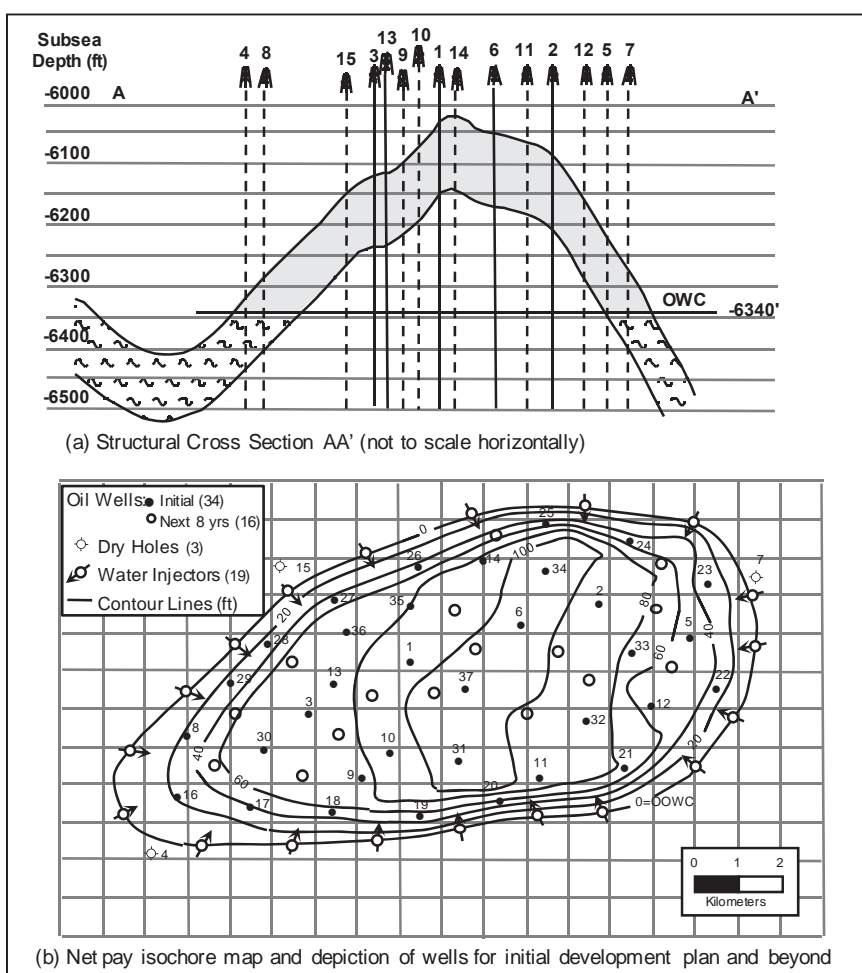 Subsea
Depth (ft)
4 8 15 3 13 9 10 1 14 6 11 2 12 5 7
-6000 A A'
-6100
-6200
-6300
OWC
-6340'
-6400
-6500
(a) Structural Cross Section AA' (not to scale horizontally)
Oil Wells: Initial (34)
Next 8 yrs (16)
Dry Holes (3)
Water Injectors (19)
Contour Lines (ft)
0 25
26 14 100 24
15 34 7
23
20 27 35 2 80
36 6 5 40
28 1 33 60
29 13 37 22
3 12
8 32
30 10 20
40 31 21
60 9 11
16 17 18 19 20
0=OOWC
4
0 1 2
Kilometers
(b) Net pay isochore map and depiction of wells for initial development plan and beyond